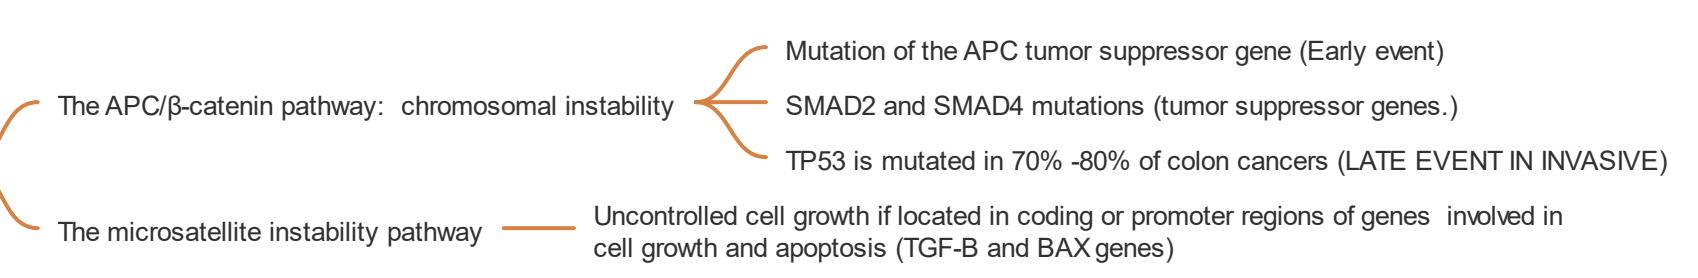 Mutation of the APC tumor suppressor gene (Early event)
The APC/β-catenin pathway:  chromosomal instability
SMAD2 and SMAD4 mutations (tumor suppressor genes.)
TP53 is mutated in 70% -80% of colon cancers (LATE EVENT IN INVASIVE)
The microsatellite instability pathway
Uncontrolled cell growth if located in coding or promoter regions of genes  involved in
cell growth and apoptosis (TGF-B and BAX genes)